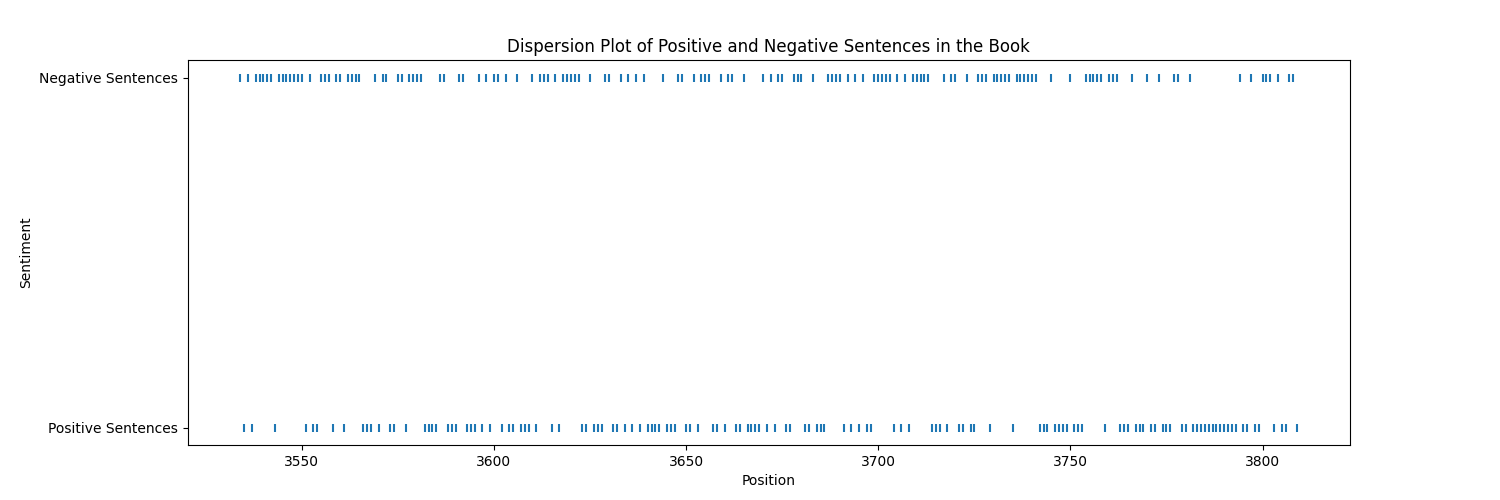 Dispersion Plot of Positive and Negative Sentences in the Book
Negative Sentences
Sentiment
Positive Sentences
3550 3600 3650 3700 3750 3800
Position